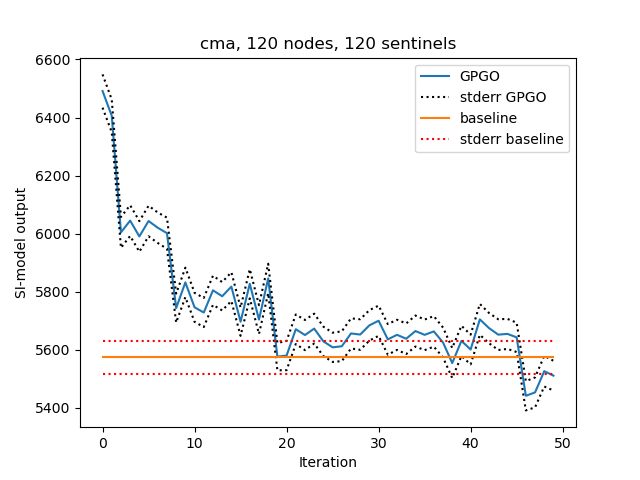 cma, 120 nodes, 120 sentinels
GPGO
stderr GPGO
baseline
stderr baseline
SI-model output
6600
6400
6200
6000
5800
5600
5400
0 10 20 30 40 50
Iteration